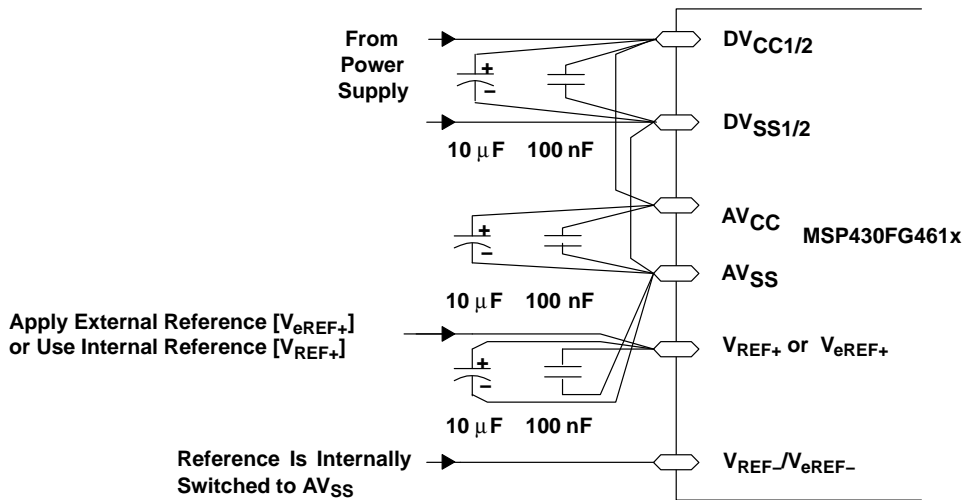 From
Power
Supply
DVCC1/2
+
−
DVSS1/2
10 μF 100 nF
AVCC
MSP430FG461x
+
−
AVSS
10 μF 100 nF
Apply External Reference [VeREF+]
or Use Internal Reference [VREF+]
VREF+ or VeREF+
+
−
10 μF 100 nF
Reference Is Internally
Switched to AVSS
VREF−/VeREF−